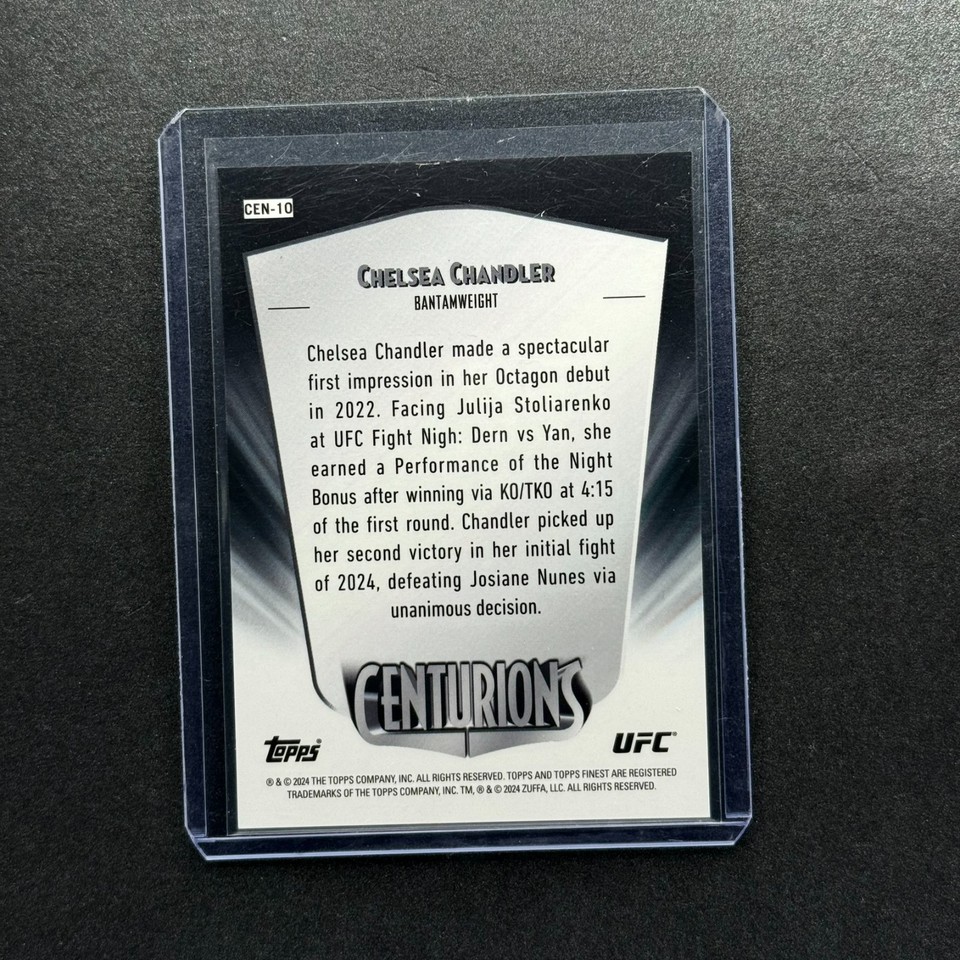 CEN-10
CHELSEA CHANDLER
BANTAMWEIGHT
Chelsea Chandler made a spectacular
first impression in her Octagon debut
in 2022. Facing Julija Stoliarenko
at UFC Fight Nigh: Dern vs Yan, she
earned a Performance of the Night
Bonus after winning via KO/TKO at 4:15
of the first round. Chandler picked up
her second victory in her initial fight
of 2024, defeating Josiane Nunes via
unanimous decision.
CENTURIONS
Topps®
UFC®
® & © 2024 THE TOPPS COMPANY, INC. ALL RIGHTS RESERVED. TOPPS AND TOPPS FINEST ARE REGISTERED
TRADEMARKS OF THE TOPPS COMPANY, INC. TM, ® & © 2024 ZUFFA, LLC. ALL RIGHTS RESERVED.